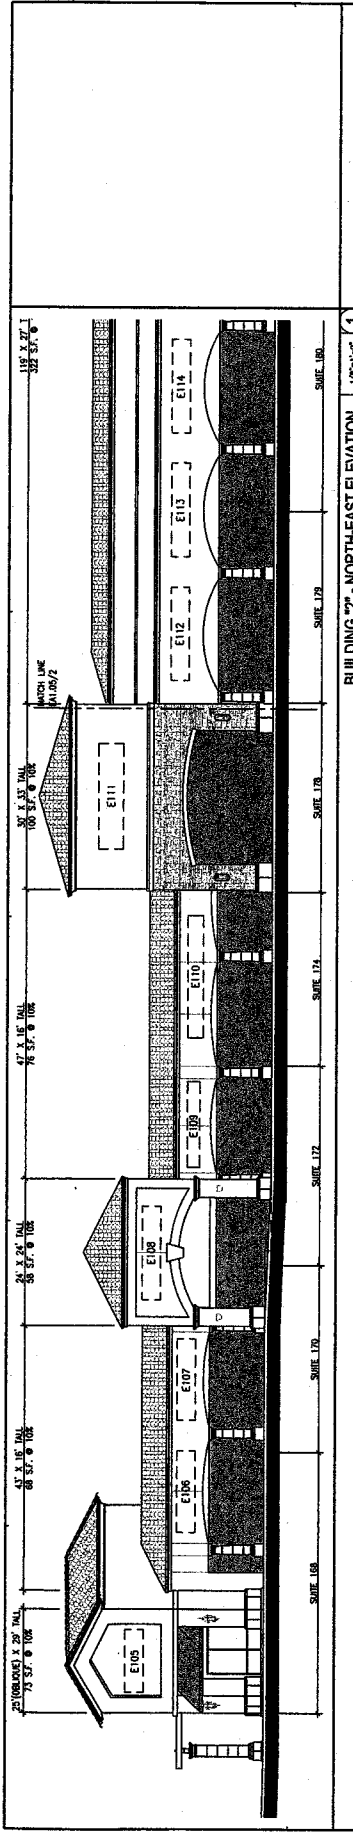 25'(OBLIQUE) X 29' TALL
73 S.F. @ 10%
43' X 16' TALL
68 S.F. @ 10%
24' X 24' TALL
58 S.F. @ 10%
47' X 16' TALL
76 S.F. @ 10%
30' X 33' TALL
100 S.F. @ 10%
119' X 27' T
322 S.F. @
MATCH LINE
EA1.05/2
E105
E106
E107
E108
E109
E110
E111
E112
E113
E114
SUITE 168
SUITE 170
SUITE 172
SUITE 174
SUITE 178
SUITE 179
SUITE 180
BUILDING "2" - NORTH-EAST ELEVATION
1